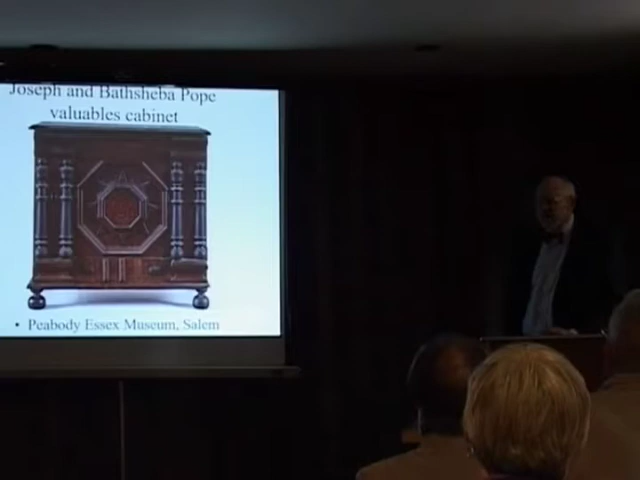 Joseph and Bathsheba Pope
valuables cabinet
• Peabody Essex Museum, Salem